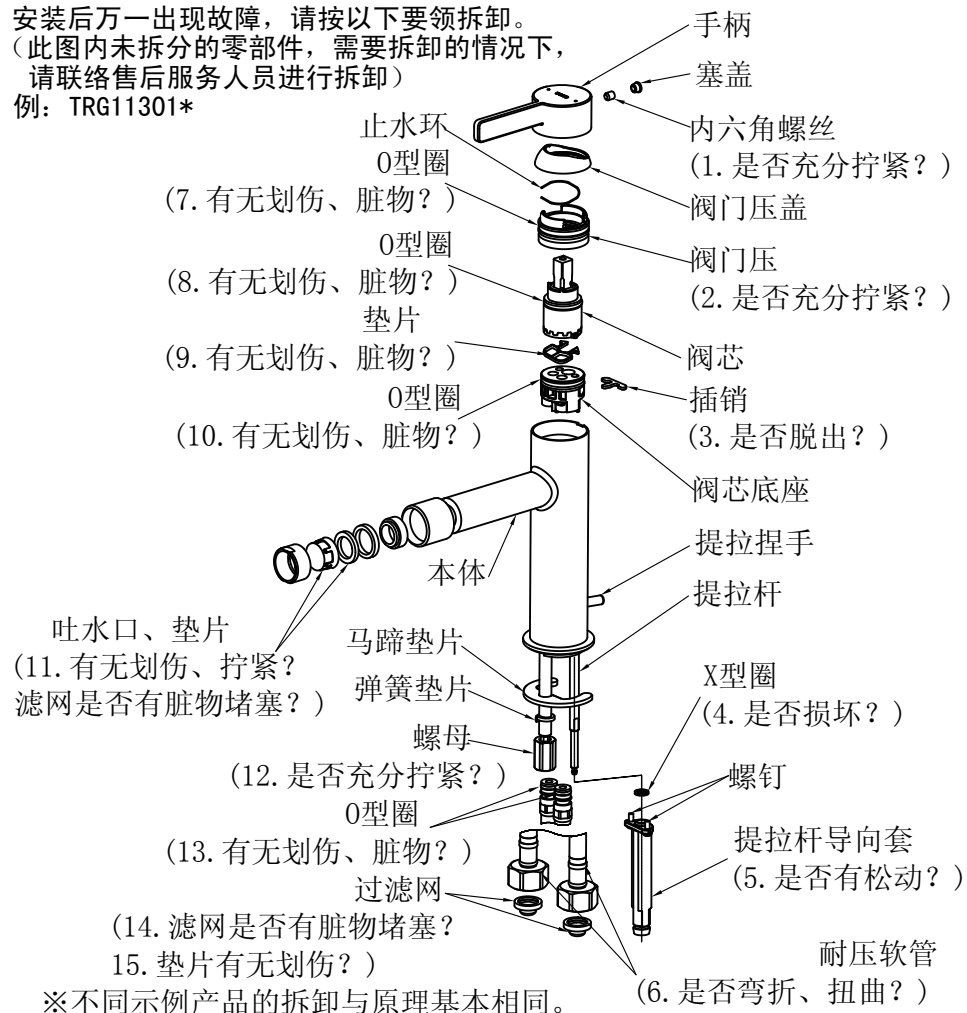 安装后万一出现故障，请按以下要领拆卸。
（此图内未拆分的零部件，需要拆卸的情况下，
请联络售后服务人员进行拆卸）
例：TRG11301*
手柄
塞盖
内六角螺丝
(1.是否充分拧紧？)
阀门压盖
阀门压
(2.是否充分拧紧？)
阀芯
插销
(3.是否脱出？)
阀芯底座
提拉捏手
提拉杆
X型圈
(4.是否损坏？)
螺钉
提拉杆导向套
(5.是否有松动？)
耐压软管
(6.是否弯折、扭曲？)
止水环
O型圈
(7.有无划伤、脏物？)
O型圈
(8.有无划伤、脏物？)
垫片
(9.有无划伤、脏物？)
O型圈
(10.有无划伤、脏物？)
本体
吐水口、垫片
(11.有无划伤、拧紧？
滤网是否有脏物堵塞？)
马蹄垫片
弹簧垫片
螺母
(12.是否充分拧紧？)
O型圈
(13.有无划伤、脏物？)
过滤网
(14.滤网是否有脏物堵塞？
15.垫片有无划伤？)
※不同示例产品的拆卸与原理基本相同。